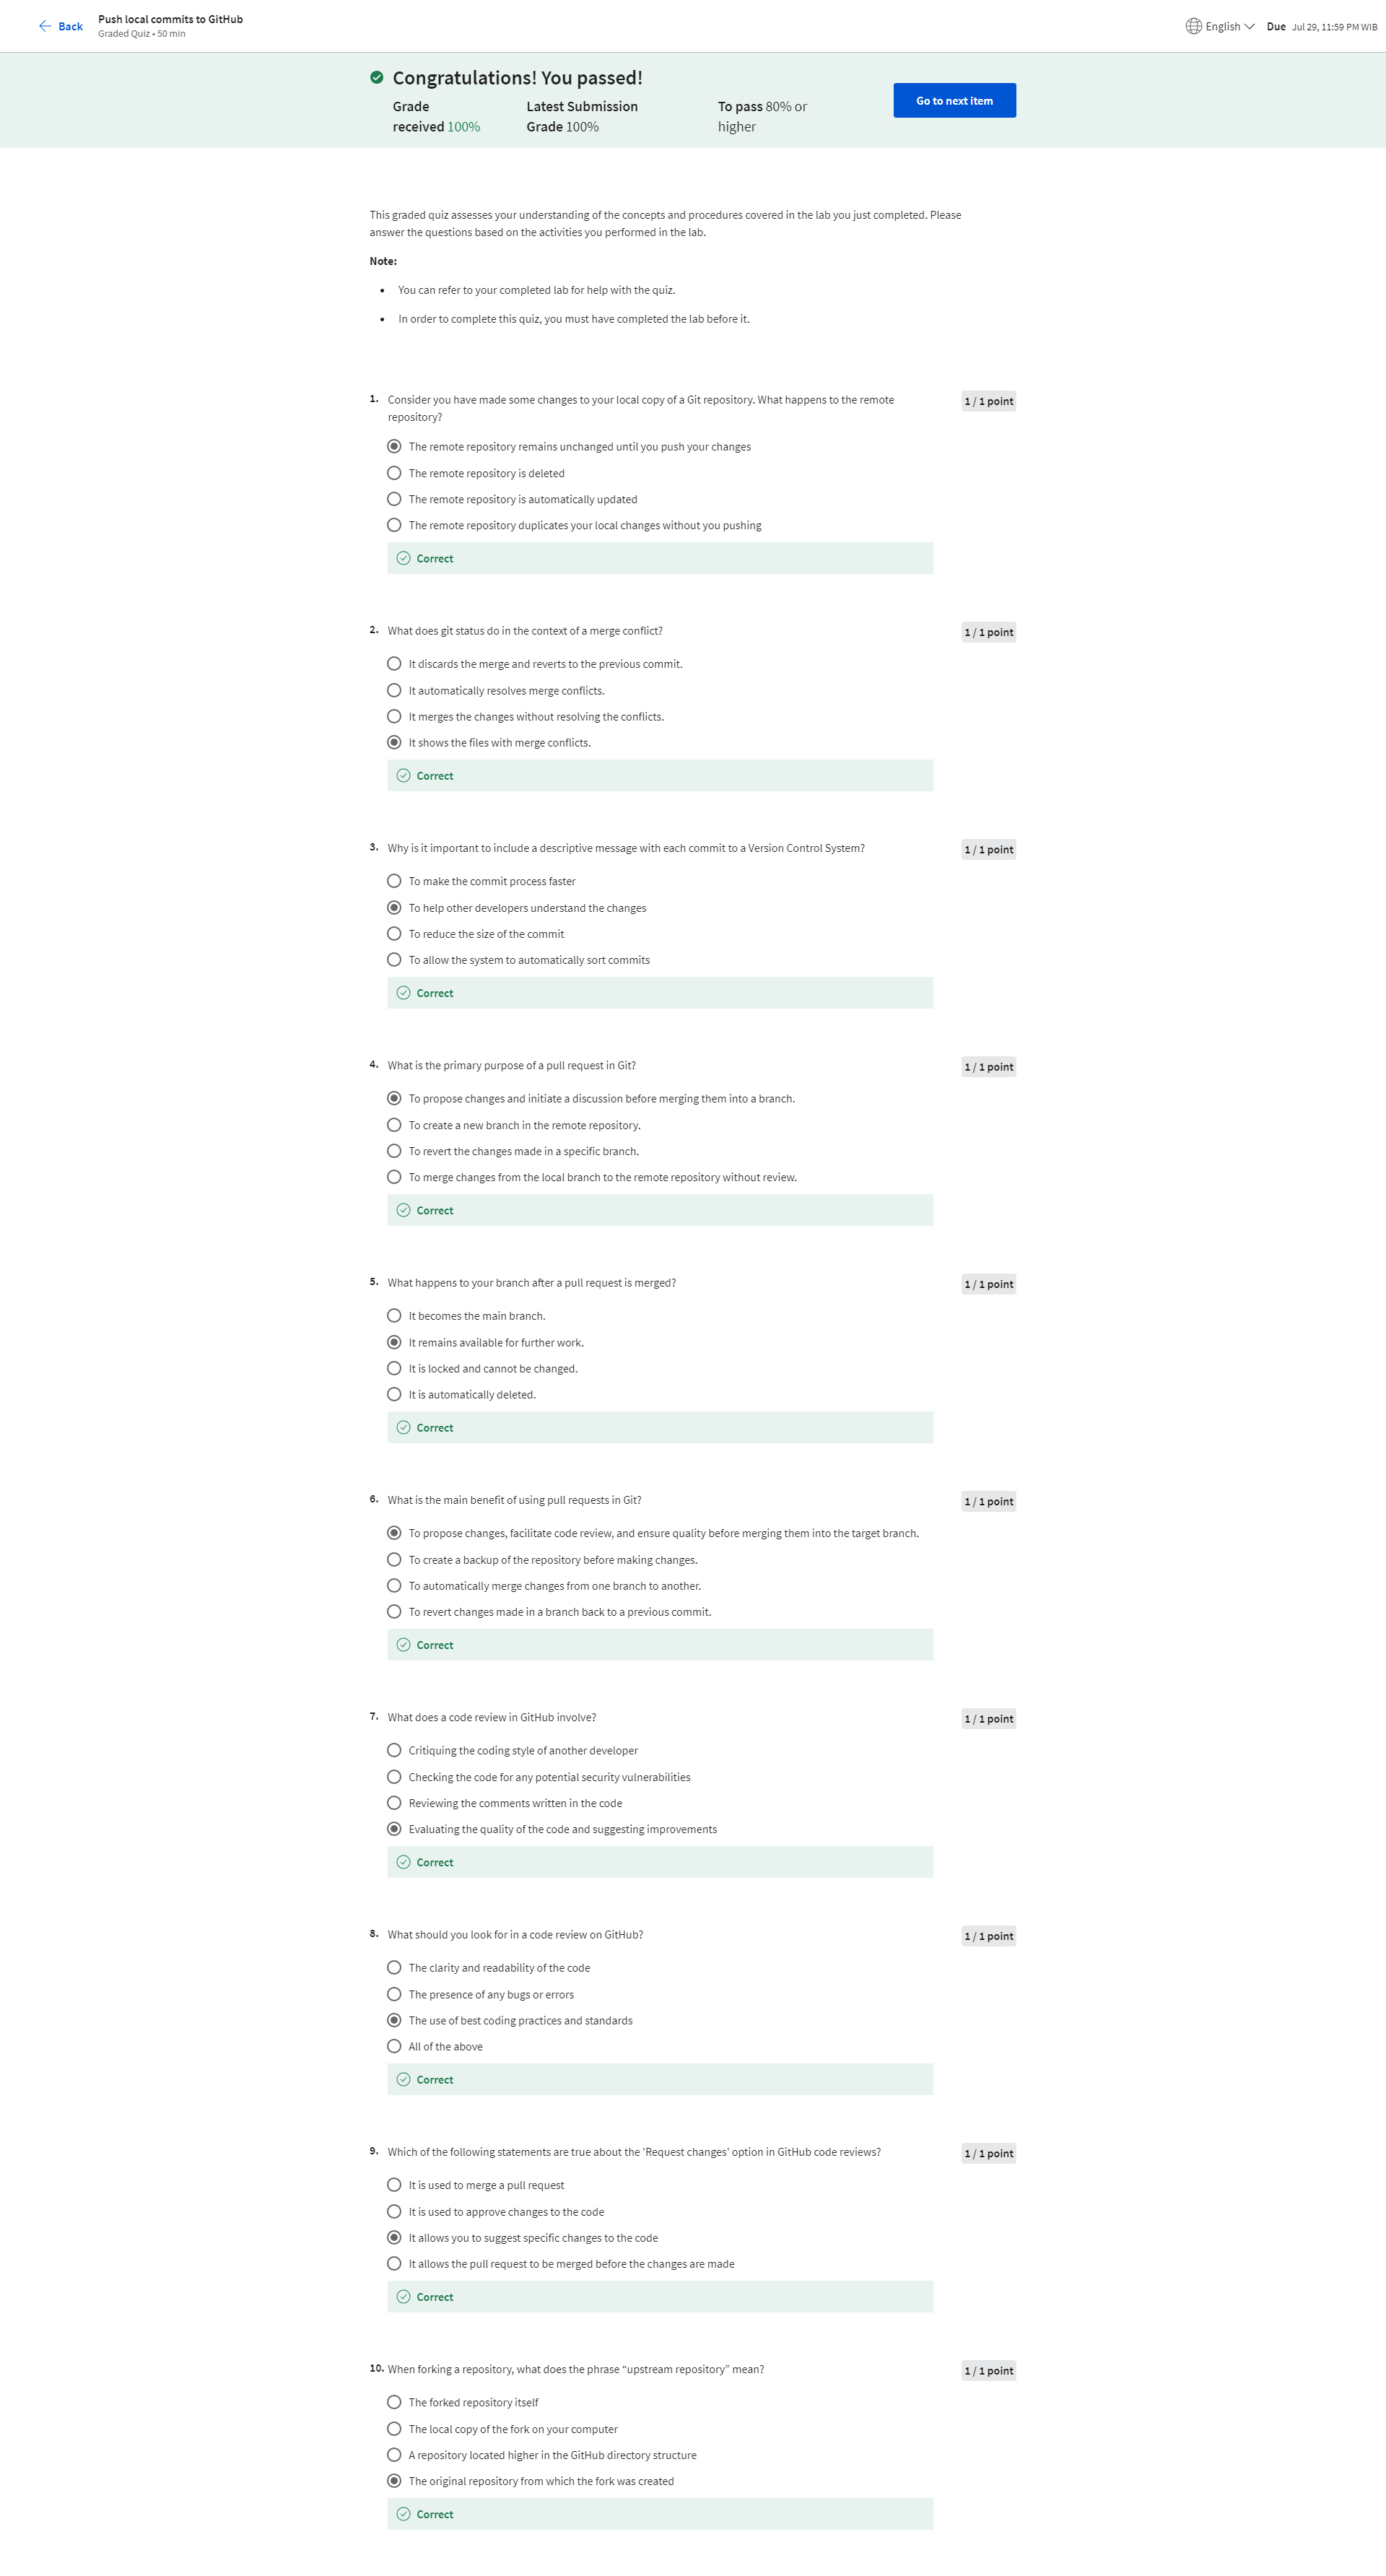 Back
Push local commits to GitHub
Graded Quiz • 50 min
English
Due Jul 29, 11:59 PM WIB
Congratulations! You passed!
Grade
received 100%
Latest Submission
Grade 100%
To pass 80% or
higher
Go to next item
This graded quiz assesses your understanding of the concepts and procedures covered in the lab you just completed. Please
answer the questions based on the activities you performed in the lab.
Note:
• You can refer to your completed lab for help with the quiz.
• In order to complete this quiz, you must have completed the lab before it.
1. Consider you have made some changes to your local copy of a Git repository. What happens to the remote
repository?
1 / 1 point
The remote repository remains unchanged until you push your changes
The remote repository is deleted
The remote repository is automatically updated
The remote repository duplicates your local changes without you pushing
Correct
2. What does git status do in the context of a merge conflict?
1 / 1 point
It discards the merge and reverts to the previous commit.
It automatically resolves merge conflicts.
It merges the changes without resolving the conflicts.
It shows the files with merge conflicts.
Correct
3. Why is it important to include a descriptive message with each commit to a Version Control System?
1 / 1 point
To make the commit process faster
To help other developers understand the changes
To reduce the size of the commit
To allow the system to automatically sort commits
Correct
4. What is the primary purpose of a pull request in Git?
1 / 1 point
To propose changes and initiate a discussion before merging them into a branch.
To create a new branch in the remote repository.
To revert the changes made in a specific branch.
To merge changes from the local branch to the remote repository without review.
Correct
5. What happens to your branch after a pull request is merged?
1 / 1 point
It becomes the main branch.
It remains available for further work.
It is locked and cannot be changed.
It is automatically deleted.
Correct
6. What is the main benefit of using pull requests in Git?
1 / 1 point
To propose changes, facilitate code review, and ensure quality before merging them into the target branch.
To create a backup of the repository before making changes.
To automatically merge changes from one branch to another.
To revert changes made in a branch back to a previous commit.
Correct
7. What does a code review in GitHub involve?
1 / 1 point
Critiquing the coding style of another developer
Checking the code for any potential security vulnerabilities
Reviewing the comments written in the code
Evaluating the quality of the code and suggesting improvements
Correct
8. What should you look for in a code review on GitHub?
1 / 1 point
The clarity and readability of the code
The presence of any bugs or errors
The use of best coding practices and standards
All of the above
Correct
9. Which of the following statements are true about the 'Request changes' option in GitHub code reviews?
1 / 1 point
It is used to merge a pull request
It is used to approve changes to the code
It allows you to suggest specific changes to the code
It allows the pull request to be merged before the changes are made
Correct
10. When forking a repository, what does the phrase “upstream repository” mean?
1 / 1 point
The forked repository itself
The local copy of the fork on your computer
A repository located higher in the GitHub directory structure
The original repository from which the fork was created
Correct